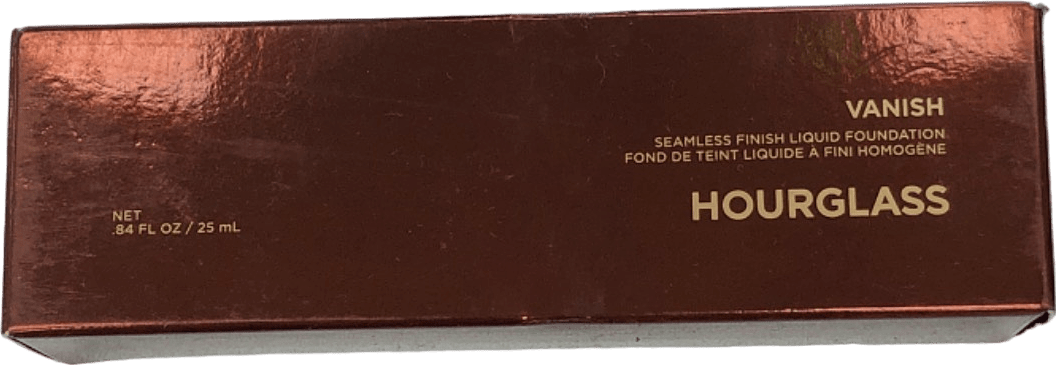 VANISH
SEAMLESS FINISH LIQUID FOUNDATION
FOND DE TEINT LIQUIDE À FINI HOMOGÈNE
HOURGLASS
NET
.84 FL OZ / 25 mL